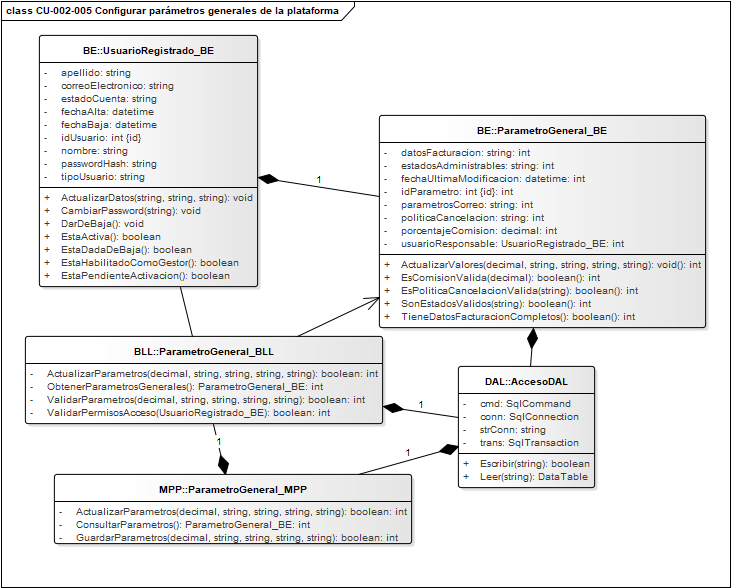 class CU-002-005 Configurar parámetros generales de la plataforma
BE::UsuarioRegistrado_BE
- apellido: string
- correoElectronico: string
- estadoCuenta: string
- fechaAlta: datetime
- fechaBaja: datetime
- idUsuario: int {id}
- nombre: string
- passwordHash: string
- tipoUsuario: string
+ ActualizarDatos(string, string, string): void
+ CambiarPassword(string): void
+ DarDeBaja(): void
+ EstaActiva(): boolean
+ EstaDadaDeBaja(): boolean
+ EstaHabilitadoComoGestor(): boolean
+ EstaPendienteActivacion(): boolean
1
BE::ParametroGeneral_BE
- datosFacturacion: string: int
- estadosAdministrables: string: int
- fechaUltimaModificacion: datetime: int
- idParametro: int {id}: int
- parametrosCorreo: string: int
- politicaCancelacion: string: int
- porcentajeComision: decimal: int
- usuarioResponsable: UsuarioRegistrado_BE: int
+ ActualizarValores(decimal, string, string, string, string): void(): int
+ EsComisionValida(decimal): boolean(): int
+ EsPoliticaCancelacionValida(string): boolean(): int
+ SonEstadosValidos(string): boolean(): int
+ TieneDatosFacturacionCompletos(): boolean(): int
BLL::ParametroGeneral_BLL
- ActualizarParametros(decimal, string, string, string, string): boolean: int
- ObtenerParametrosGenerales(): ParametroGeneral_BE: int
- ValidarParametros(decimal, string, string, string, string): boolean: int
- ValidarPermisosAcceso(UsuarioRegistrado_BE): boolean: int
1
DAL::AccesoDAL
- cmd: SqlCommand
- conn: SqlConnection
- strConn: string
- trans: SqlTransaction
+ Escribir(string): boolean
+ Leer(string): DataTable
1
1
MPP::ParametroGeneral_MPP
- ActualizarParametros(decimal, string, string, string, string): boolean: int
- ConsultarParametros(): ParametroGeneral_BE: int
- GuardarParametros(decimal, string, string, string, string): boolean: int